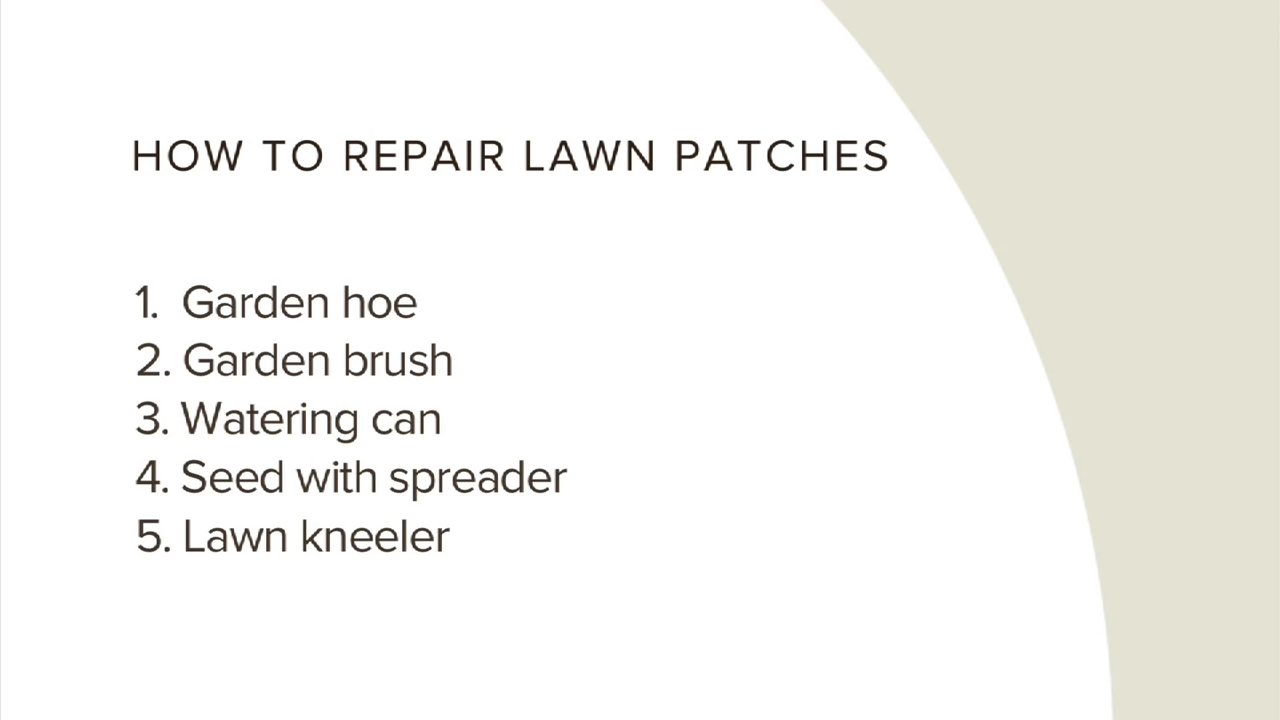 HOW TO REPAIR LAWN PATCHES
1. Garden hoe
2. Garden brush
3. Watering can
4. Seed with spreader
5. Lawn kneeler